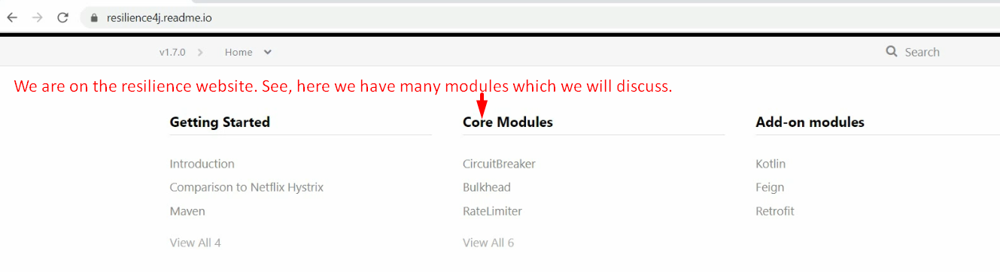 resilience4j.readme.io
v1.7.0 > Home
Search
We are on the resilience website. See, here we have many modules which we will discuss.
Getting Started
Introduction
Comparison to Netflix Hystrix
Maven
View All 4
Core Modules
CircuitBreaker
Bulkhead
RateLimiter
View All 6
Add-on modules
Kotlin
Feign
Retrofit